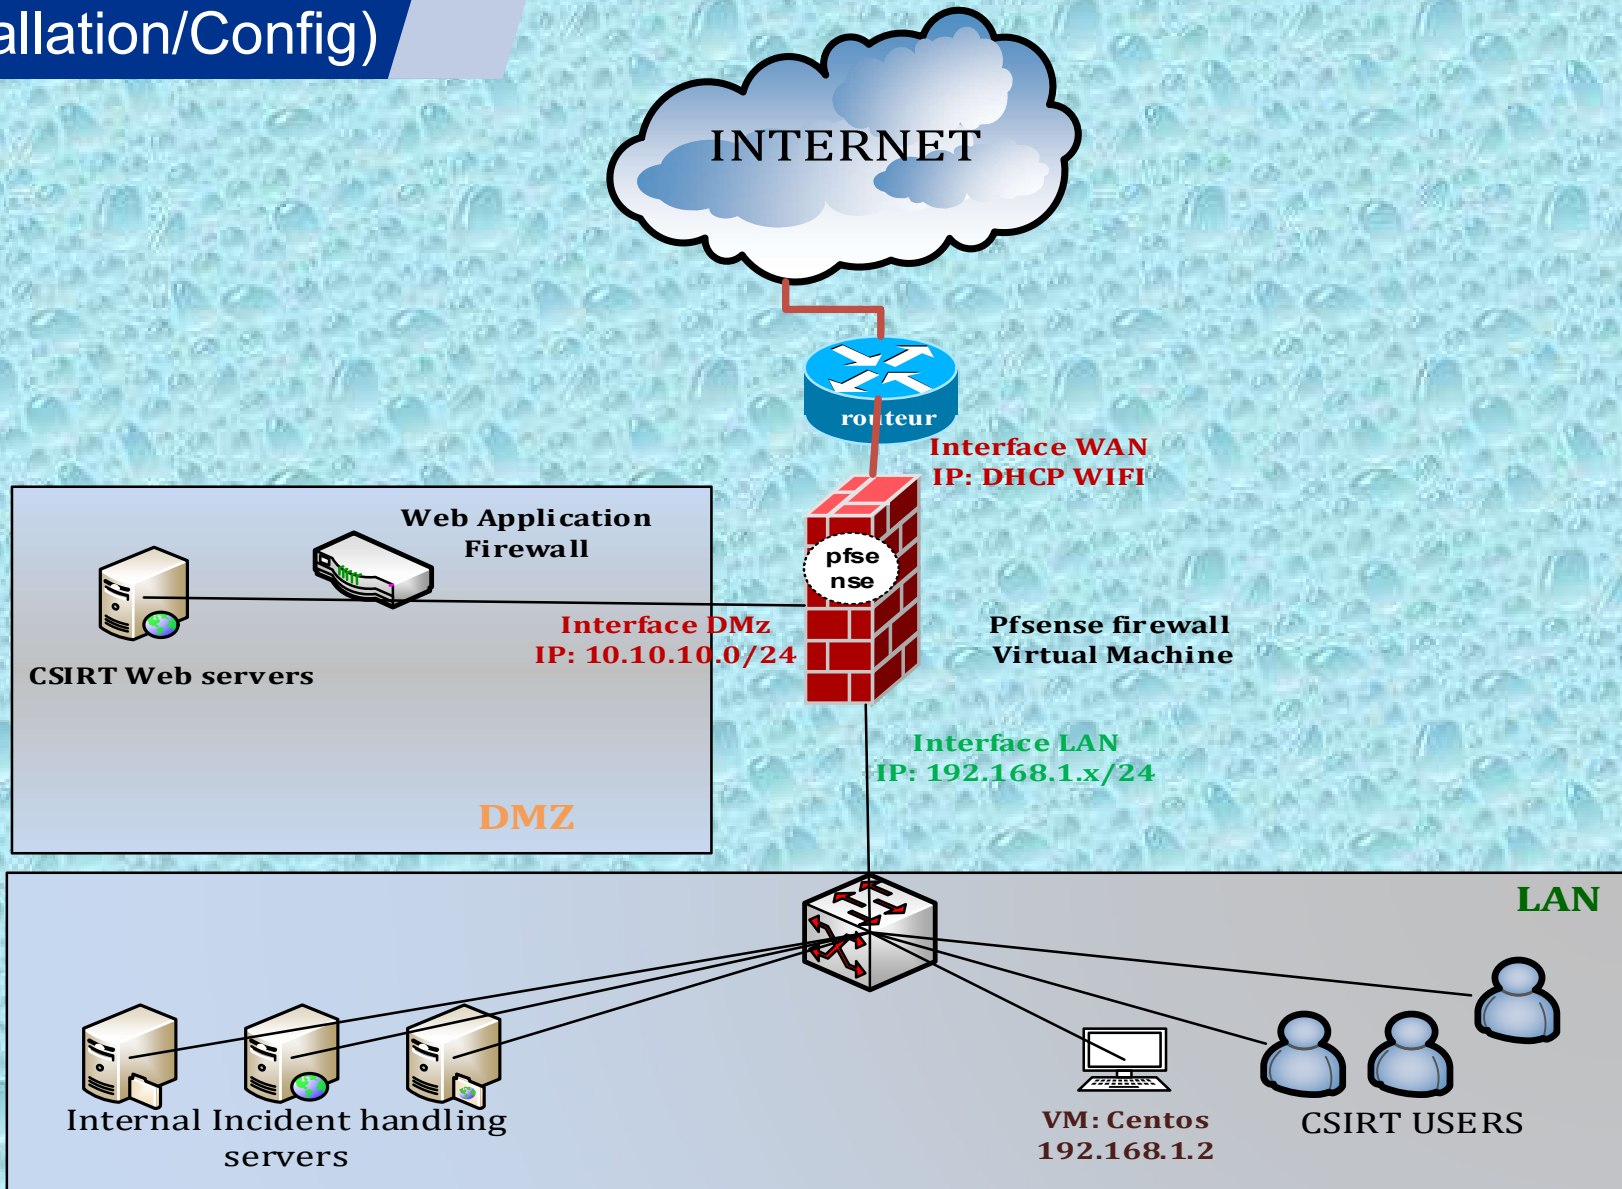 allation/Config)
INTERNET
routeur
Interface WAN
IP: DHCP WIFI
Web Application
Firewall
pfse
nse
CSIRT Web servers
Interface DMz
IP: 10.10.10.0/24
Pfsense firewall
Virtual Machine
Interface LAN
IP: 192.168.1.x/24
DMZ
LAN
Internal Incident handling
servers
VM: Centos
192.168.1.2
CSIRT USERS